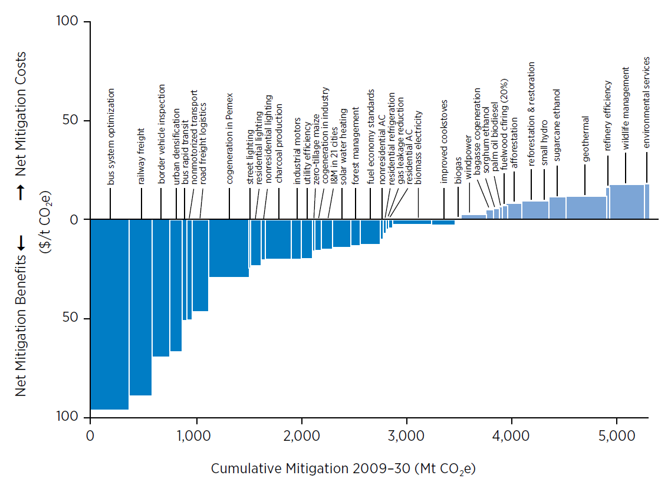 100
50
0
50
100
Net Mitigation Benefits ← → Net Mitigation Costs
($/t CO₂e)
bus system optimization
railway freight
border vehicle inspection
urban densification
bus rapid transit
nonmotorized transport
road freight logistics
cogeneration in Pemex
street lighting
residential lighting
nonresidential lighting
charcoal production
industrial motors
utility efficiency
zero-tillage maize
cogeneration in industry
I&M in 21 cities
solar water heating
forest management
fuel economy standards
nonresidential AC
residential refrigeration
gas leakage reduction
residential AC
biomass electricity
improved cookstoves
biogas
windpower
bagasse cogeneration
sorghum ethanol
palm oil biodiesel
fuelwood cofiring (20%)
afforestation
reforestation & restoration
small hydro
sugarcane ethanol
geothermal
refinery efficiency
wildlife management
environmental services
0 1,000 2,000 3,000 4,000 5,000
Cumulative Mitigation 2009–30 (Mt CO₂e)